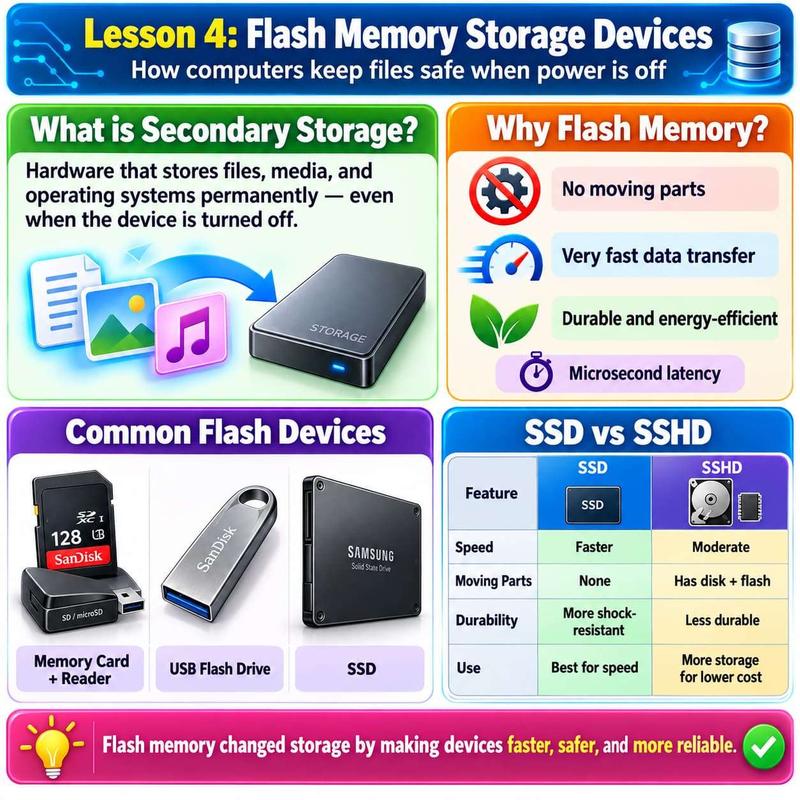 Lesson 4: Flash Memory Storage Devices
How computers keep files safe when power is off
What is Secondary Storage?
Hardware that stores files, media, and
operating systems permanently — even
when the device is turned off.
STORAGE
Why Flash Memory?
No moving parts
Very fast data transfer
Durable and energy-efficient
Microsecond latency
Common Flash Devices
SD XC I
128 U3
SanDisk
SD / microSD
Memory Card
+ Reader
SanDisk
USB Flash Drive
SAMSUNG
Solid State Drive
SSD
SSD vs SSHD
Feature
SSD
SSD
SSHD
Speed
Faster
Moderate
Moving Parts
None
Has disk + flash
Durability
More shock-
resistant
Less durable
Use
Best for speed
More storage
for lower cost
Flash memory changed storage by making devices faster, safer, and more reliable.